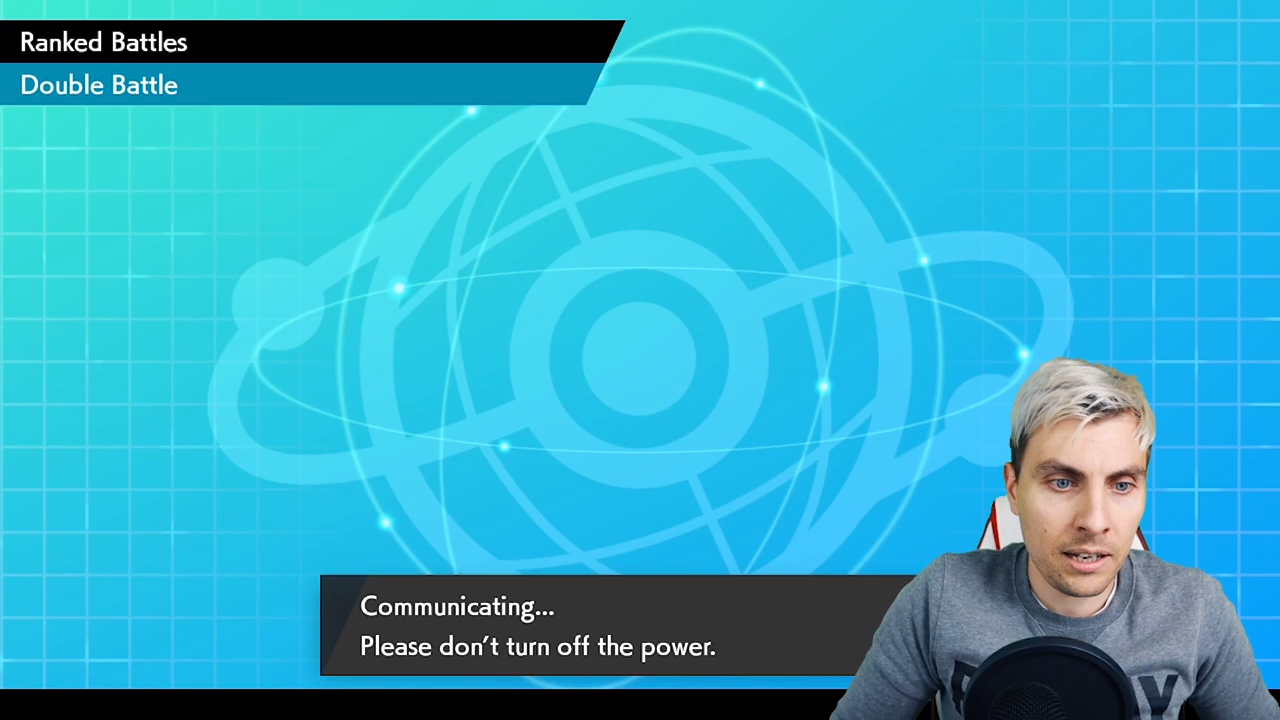 Ranked Battles
Double Battle
Communicating...
Please don't turn off the power.